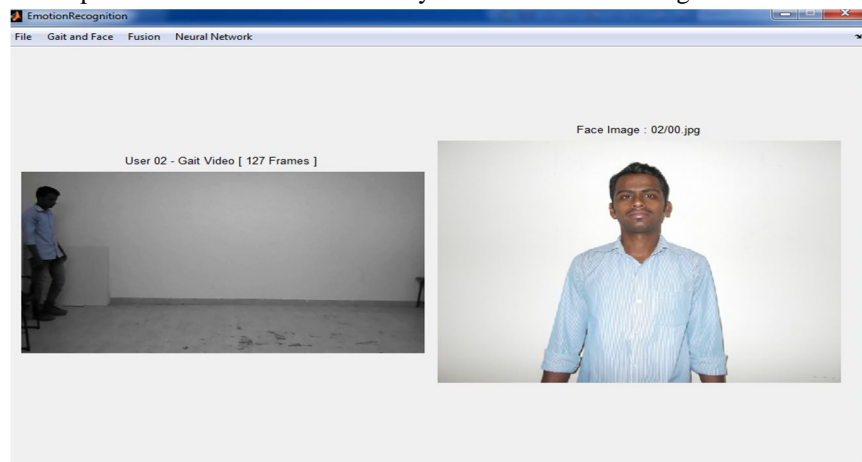 EmotionRecognition
File Gait and Face Fusion Neural Network
Face Image : 02/00.jpg
User 02 - Gait Video [ 127 Frames ]